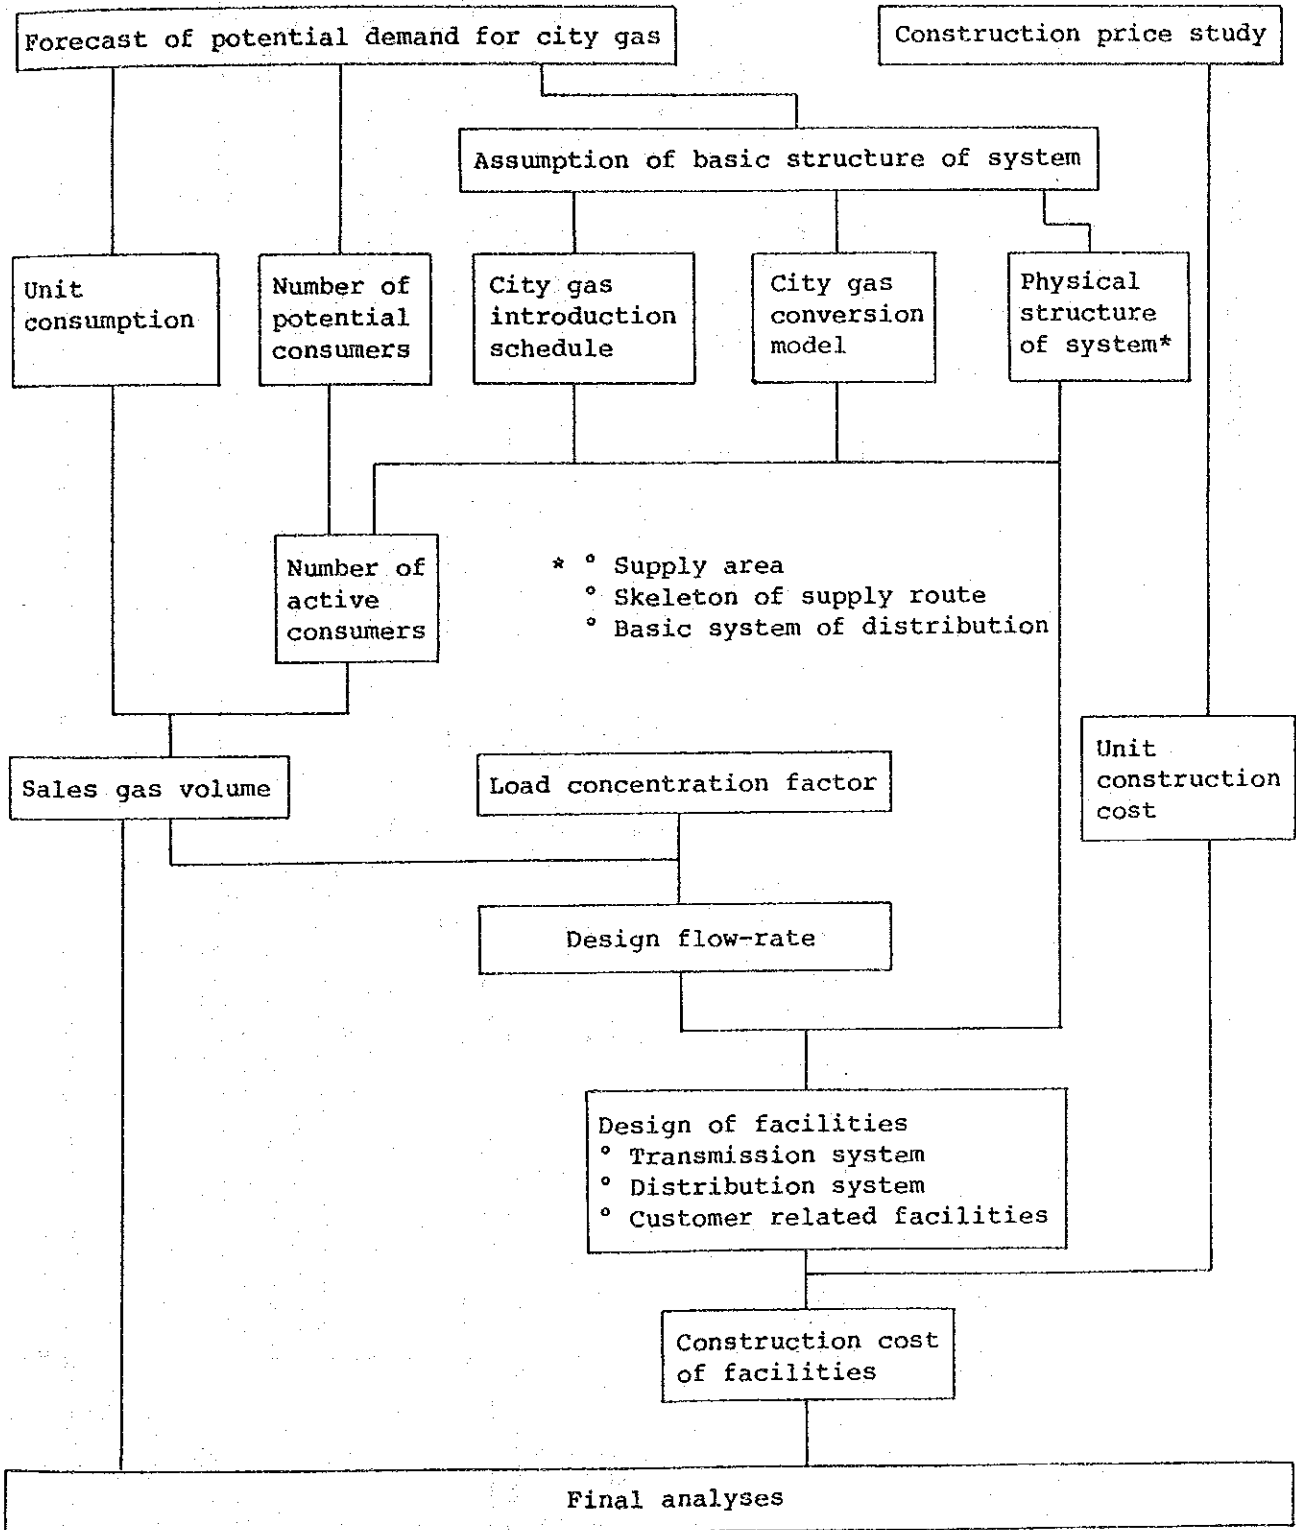 Forecast of potential demand for city gas
Construction price study
Assumption of basic structure of system
Unit
consumption
Number of
potential
consumers
City gas
introduction
schedule
City gas
conversion
model
Physical
structure
of system*
Number of
active
consumers
* ° Supply area
° Skeleton of supply route
° Basic system of distribution
Unit
construction
cost
Sales gas volume
Load concentration factor
Design flow-rate
Design of facilities
° Transmission system
° Distribution system
° Customer related facilities
Construction cost
of facilities
Final analyses